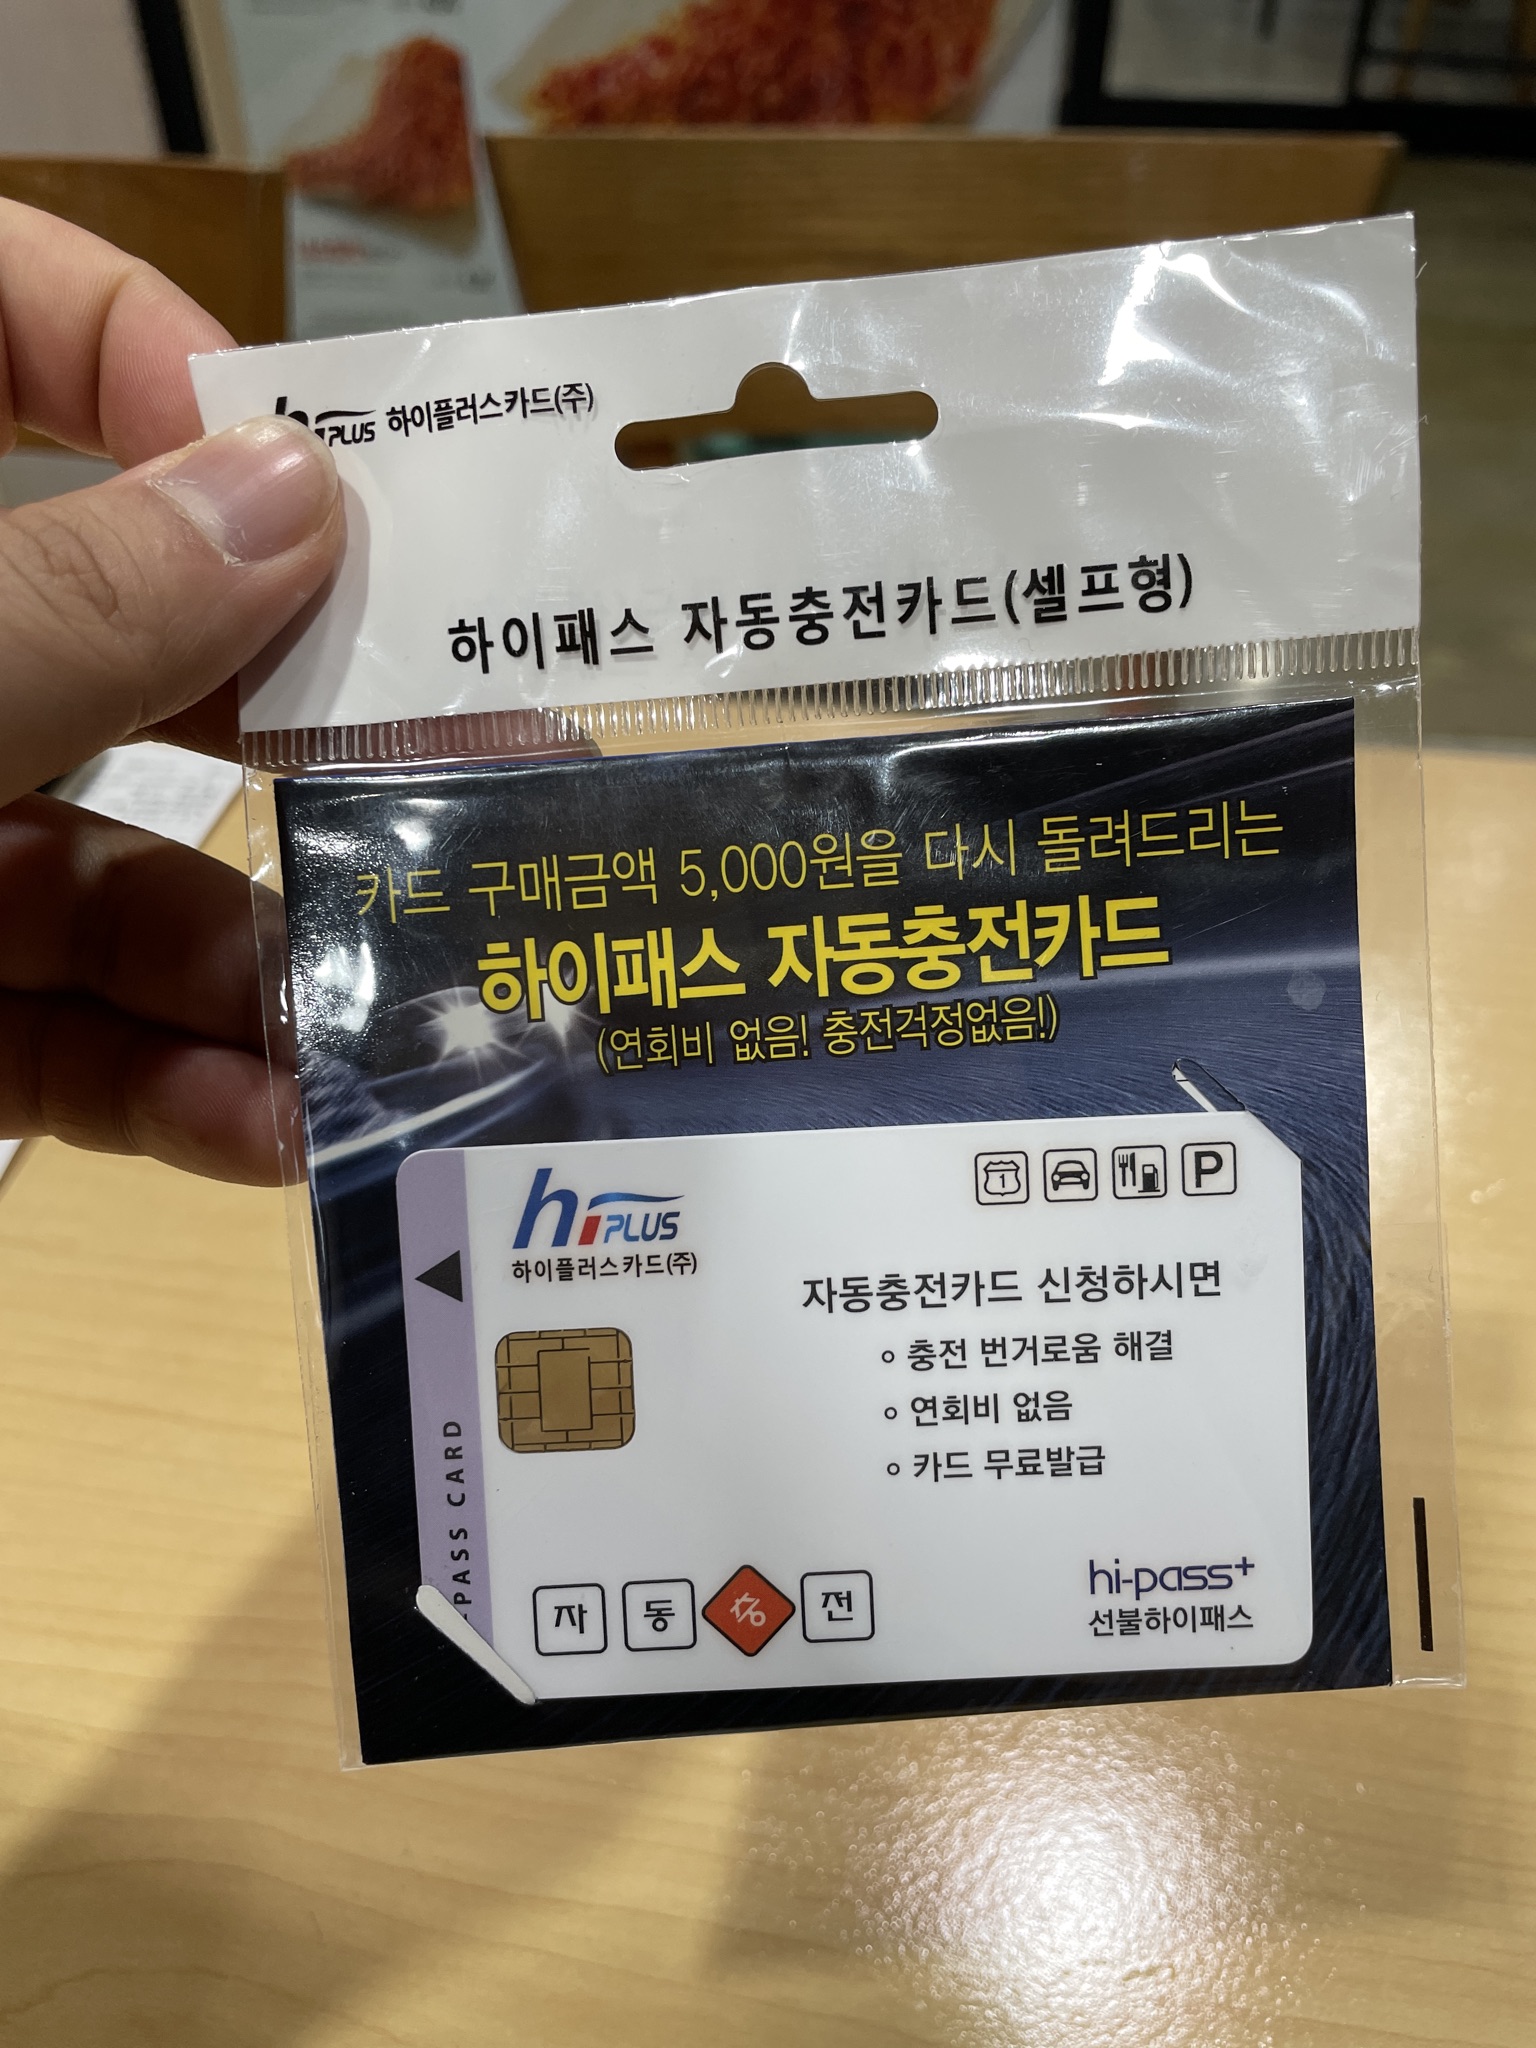 hi PLUS 하이플러스카드(주)
하이패스 자동충전카드(셀프형)
카드 구매금액 5,000원을 다시 돌려드리는
하이패스 자동충전카드
(연회비 없음! 충전걱정없음!)
hi PLUS
하이플러스카드(주)
1
P
자동충전카드 신청하시면
충전 번거로움 해결
연회비 없음
카드 무료발급
-PASS CARD
자 동 충 전
hi-pass+
선불하이패스